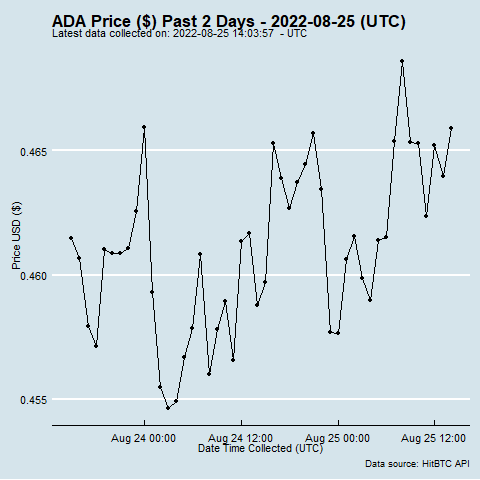 ADA Price ($) Past 2 Days - 2022-08-25 (UTC)
Latest data collected on: 2022-08-25 14:03:57 - UTC
Price USD ($)
0.465
0.460
0.455
Aug 24 00:00
Aug 24 12:00
Aug 25 00:00
Aug 25 12:00
Date Time Collected (UTC)
Data source: HitBTC API